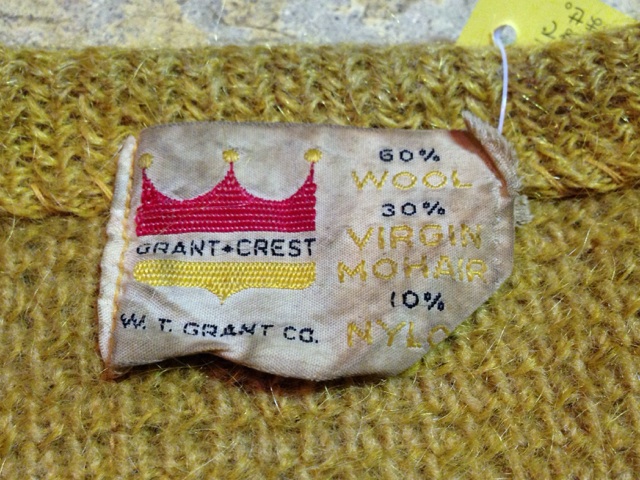 GRANT CREST
W. T. GRANT CO.
60%
WOOL
30%
VIRGIN
MOHAIR
10%